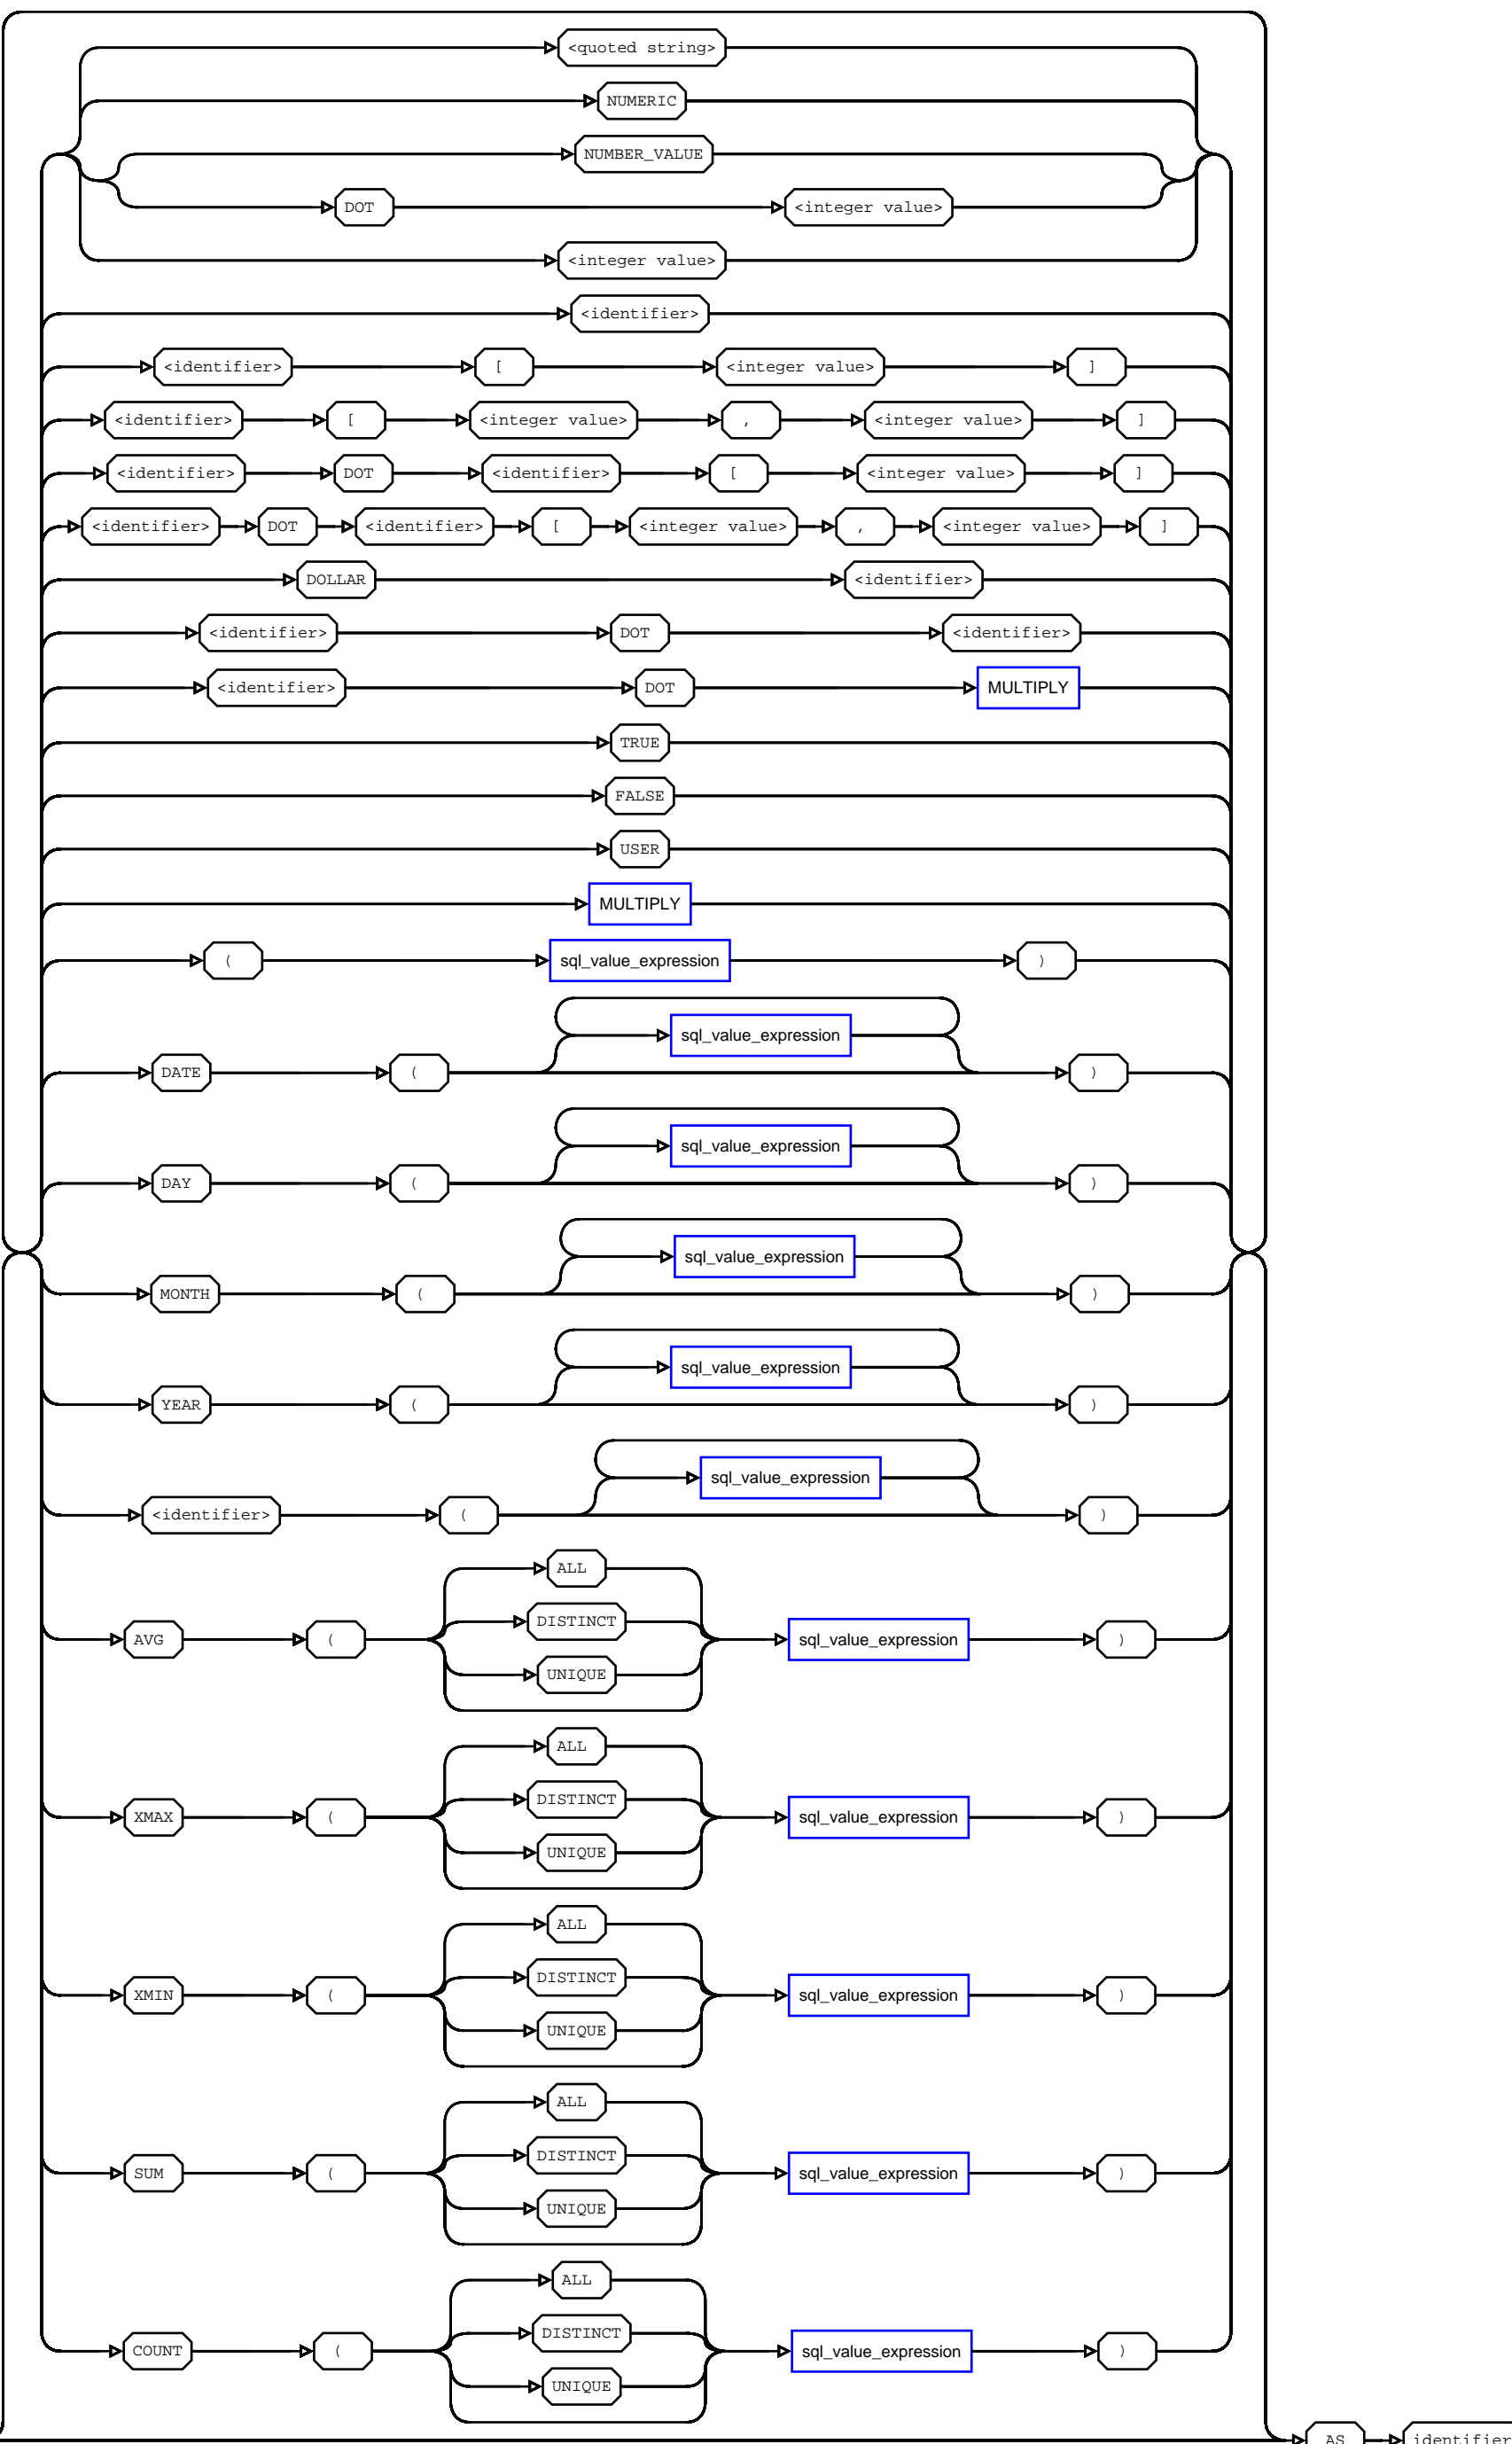 <quoted string>
NUMERIC
NUMBER_VALUE
DOT <integer value>
<integer value>
<identifier>
<identifier> [ <integer value> ]
<identifier> [ <integer value> , <integer value> ]
<identifier> DOT <identifier> [ <integer value> ]
<identifier> DOT <identifier> [ <integer value> , <integer value> ]
DOLLAR <identifier>
<identifier> DOT <identifier>
<identifier> DOT MULTIPLY
TRUE
FALSE
USER
MULTIPLY
( sql_value_expression )
sql_value_expression
DATE ( )
sql_value_expression
DAY ( )
sql_value_expression
MONTH ( )
sql_value_expression
YEAR ( )
sql_value_expression
<identifier> ( )
ALL
DISTINCT
AVG ( sql_value_expression )
UNIQUE
ALL
DISTINCT
XMAX ( sql_value_expression )
UNIQUE
ALL
DISTINCT
XMIN ( sql_value_expression )
UNIQUE
ALL
DISTINCT
SUM ( sql_value_expression )
UNIQUE
ALL
DISTINCT
COUNT ( sql_value_expression )
UNIQUE
AS identifier